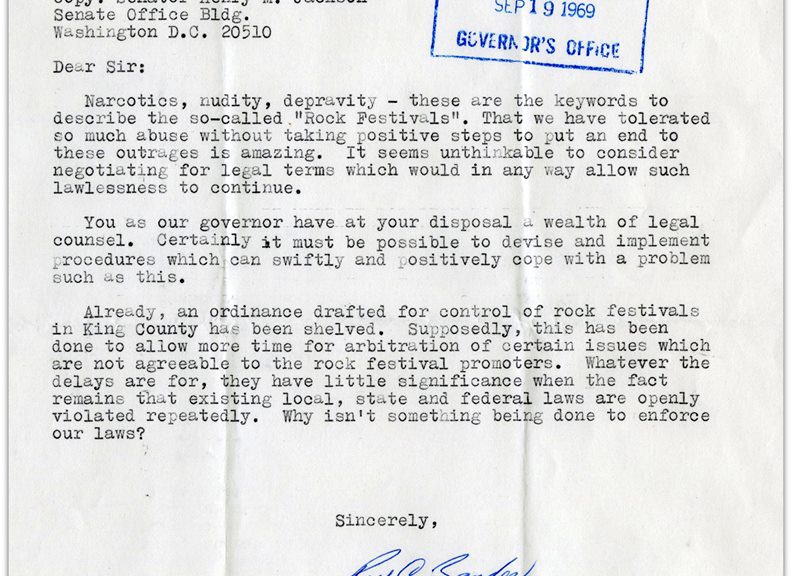 Copy: Senator Henry M. Jackson
Senate Office Bldg.
Washington D.C. 20510
SEP 19 1969
GOVERNOR'S OFFICE
Dear Sir:
Narcotics, nudity, depravity - these are the keywords to
describe the so-called "Rock Festivals". That we have tolerated
so much abuse without taking positive steps to put an end to
these outrages is amazing. It seems unthinkable to consider
negotiating for legal terms which would in any way allow such
lawlessness to continue.
You as our governor have at your disposal a wealth of legal
counsel. Certainly it must be possible to devise and implement
procedures which can swiftly and positively cope with a problem
such as this.
Already, an ordinance drafted for control of rock festivals
in King County has been shelved. Supposedly, this has been
done to allow more time for arbitration of certain issues which
are not agreeable to the rock festival promoters. Whatever the
delays are for, they have little significance when the fact
remains that existing local, state and federal laws are openly
violated repeatedly. Why isn't something being done to enforce
our laws?
Sincerely,